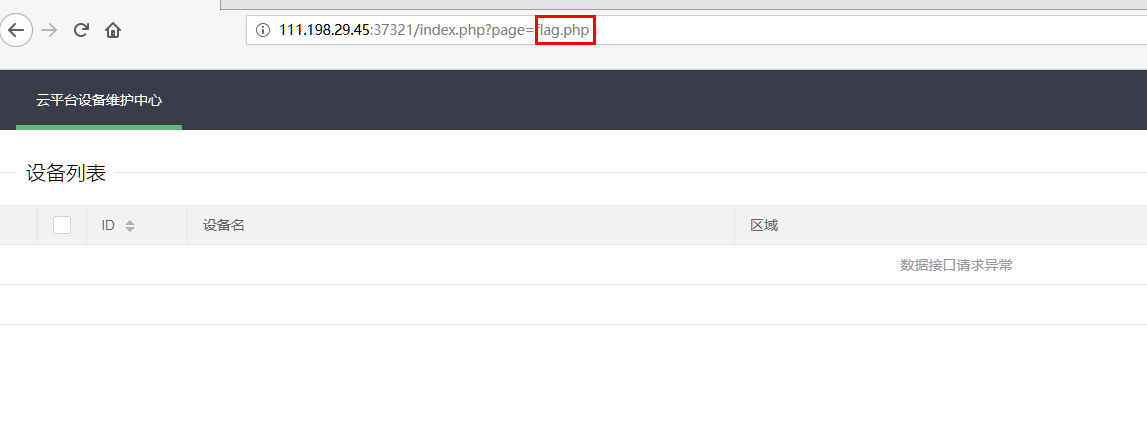 111.198.29.45:37321/index.php?page=flag.php
云平台设备维护中心
设备列表
ID 设备名 区域
数据接口请求异常